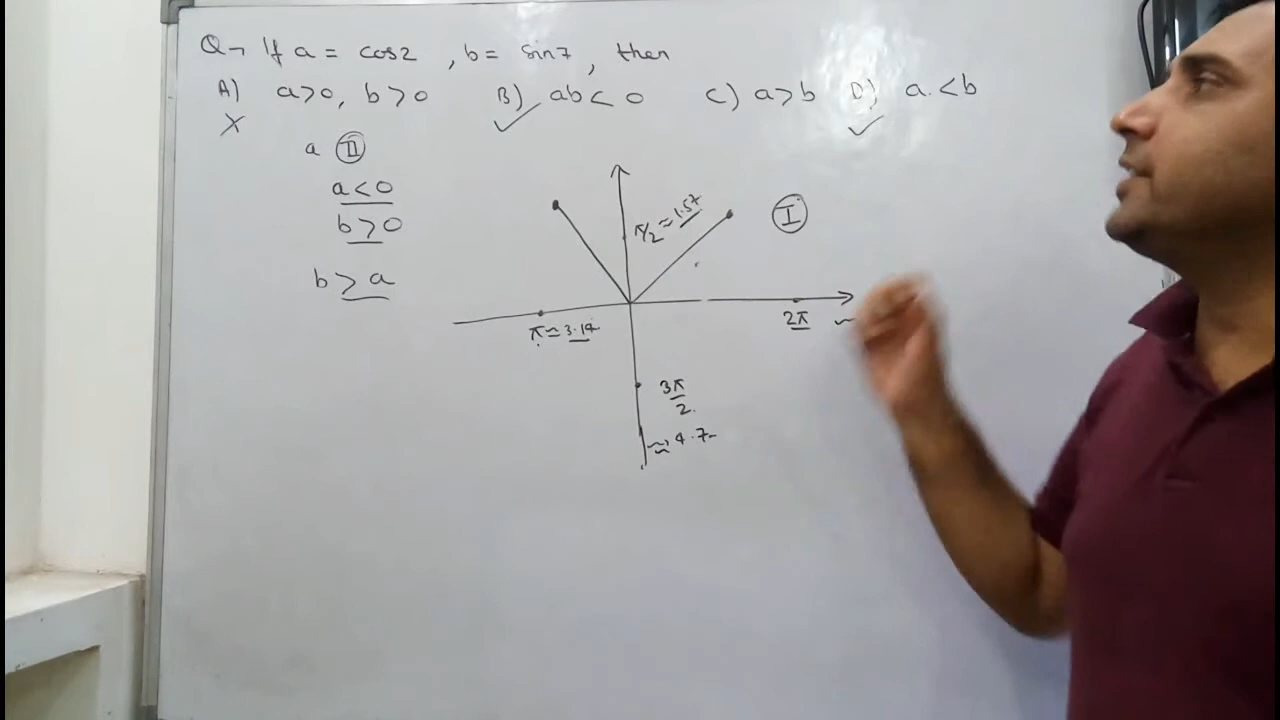 Q→ If a = cos2 , b = sin7 , then
A) a>0, b>0 B) ab<0 C) a>b D) a.<b
a II
a<0
b>0
b>a
I
π/2 ≈ 1.57
π ≈ 3.14
2π ~
3π/2
≈ 4.7